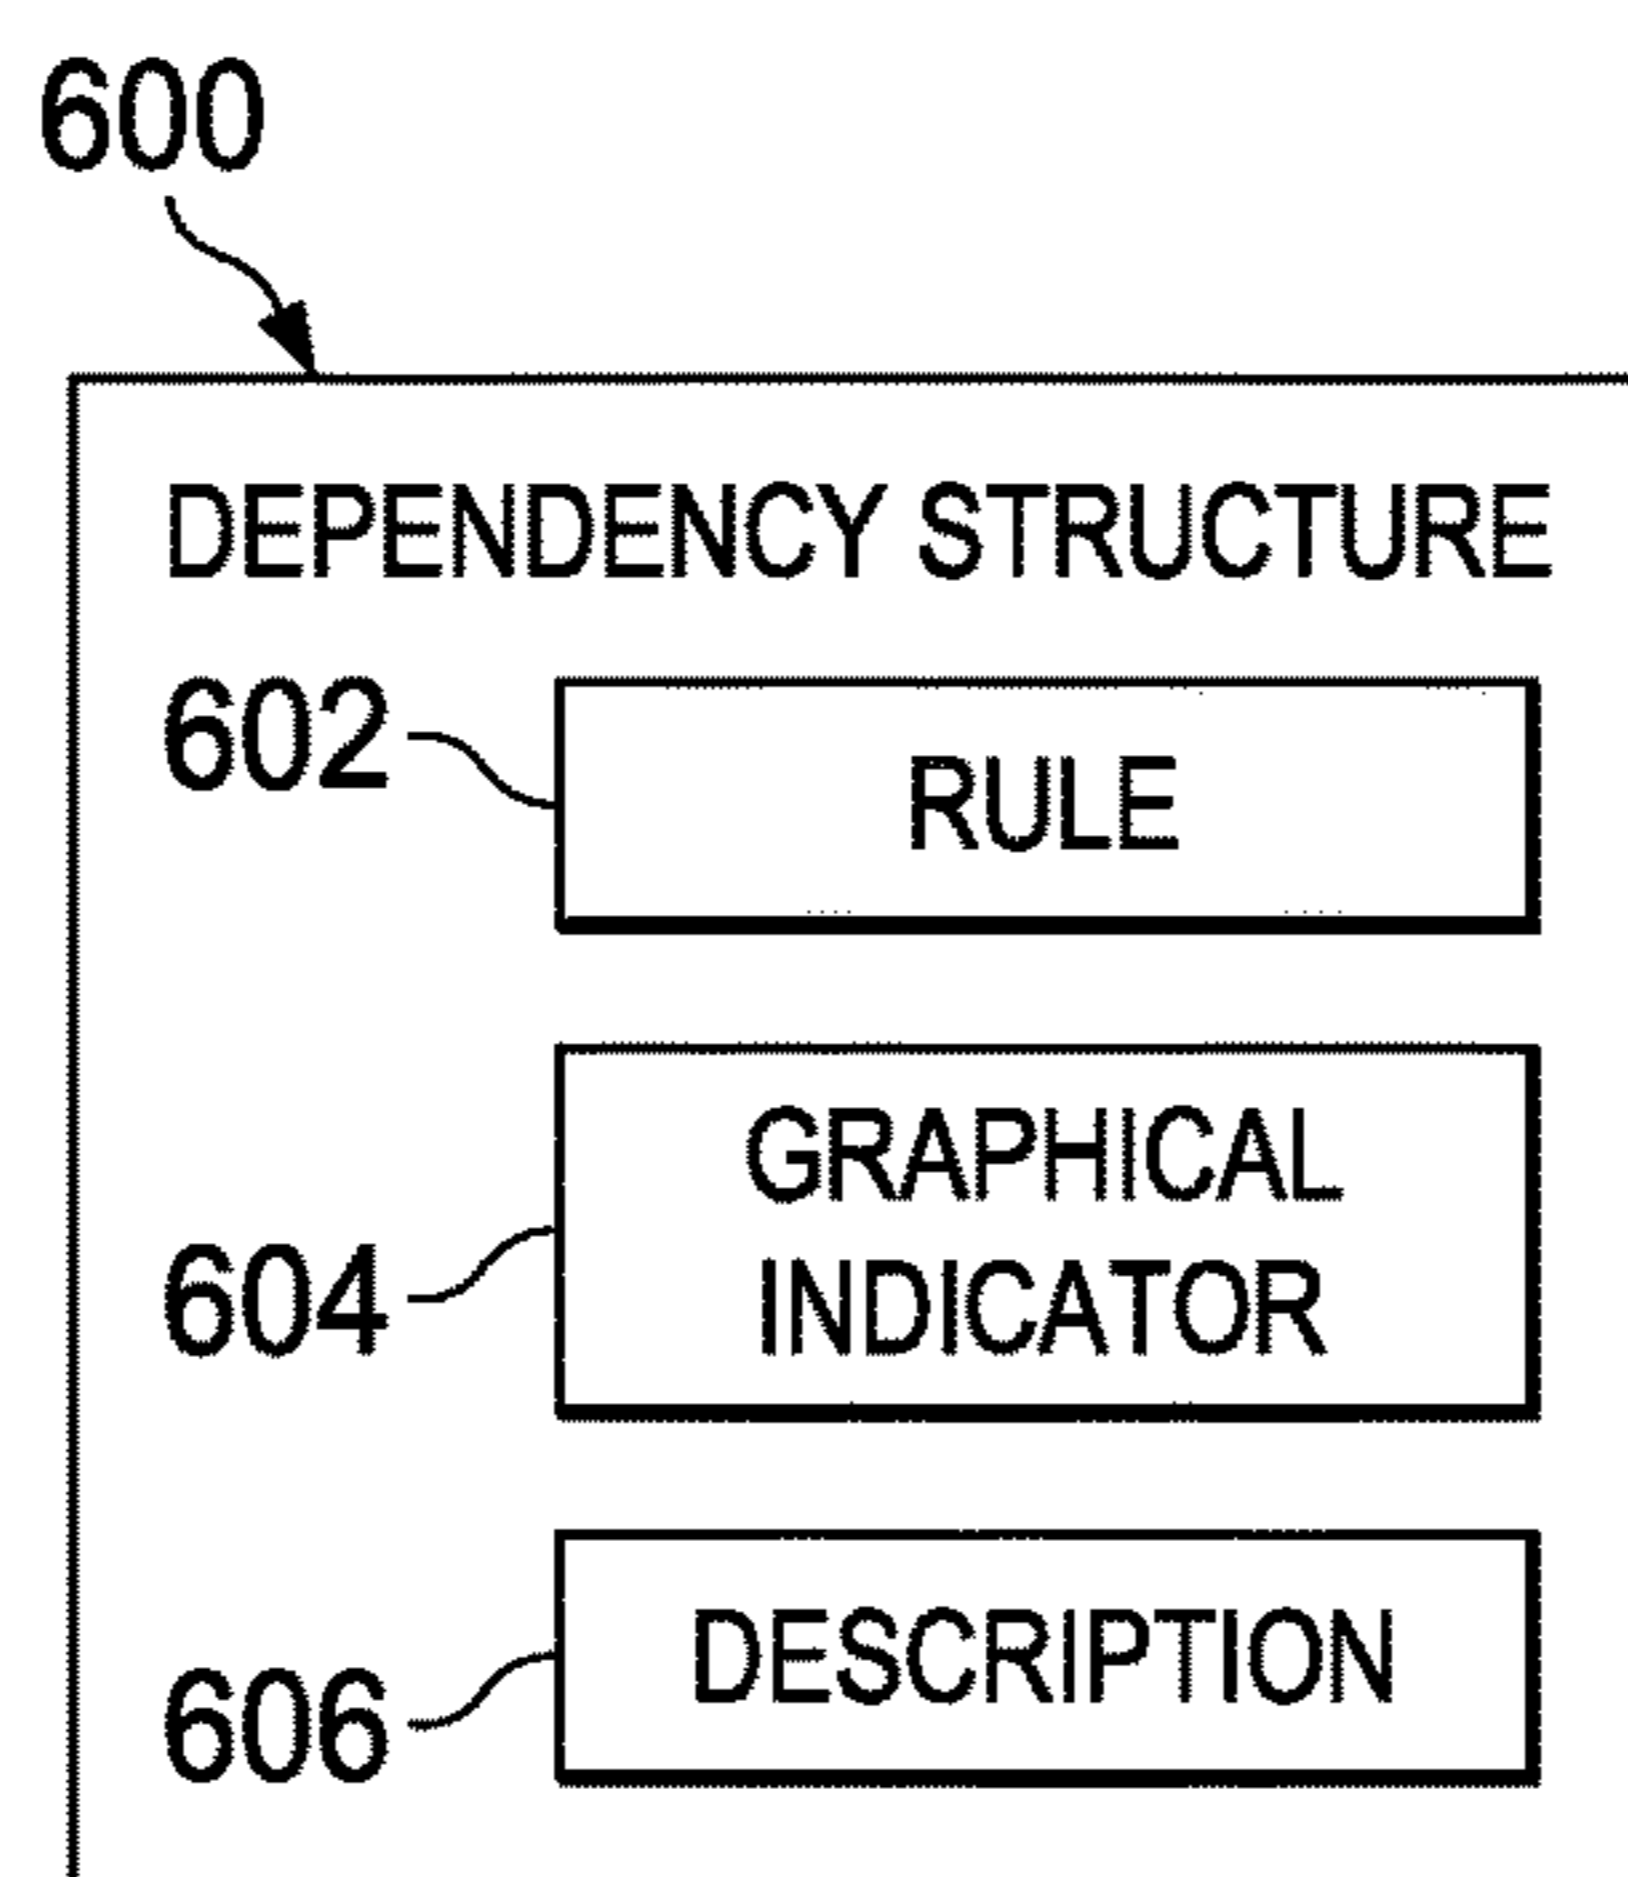 600
DEPENDENCY STRUCTURE
602
RULE
GRAPHICAL
INDICATOR
604
DESCRIPTION
606